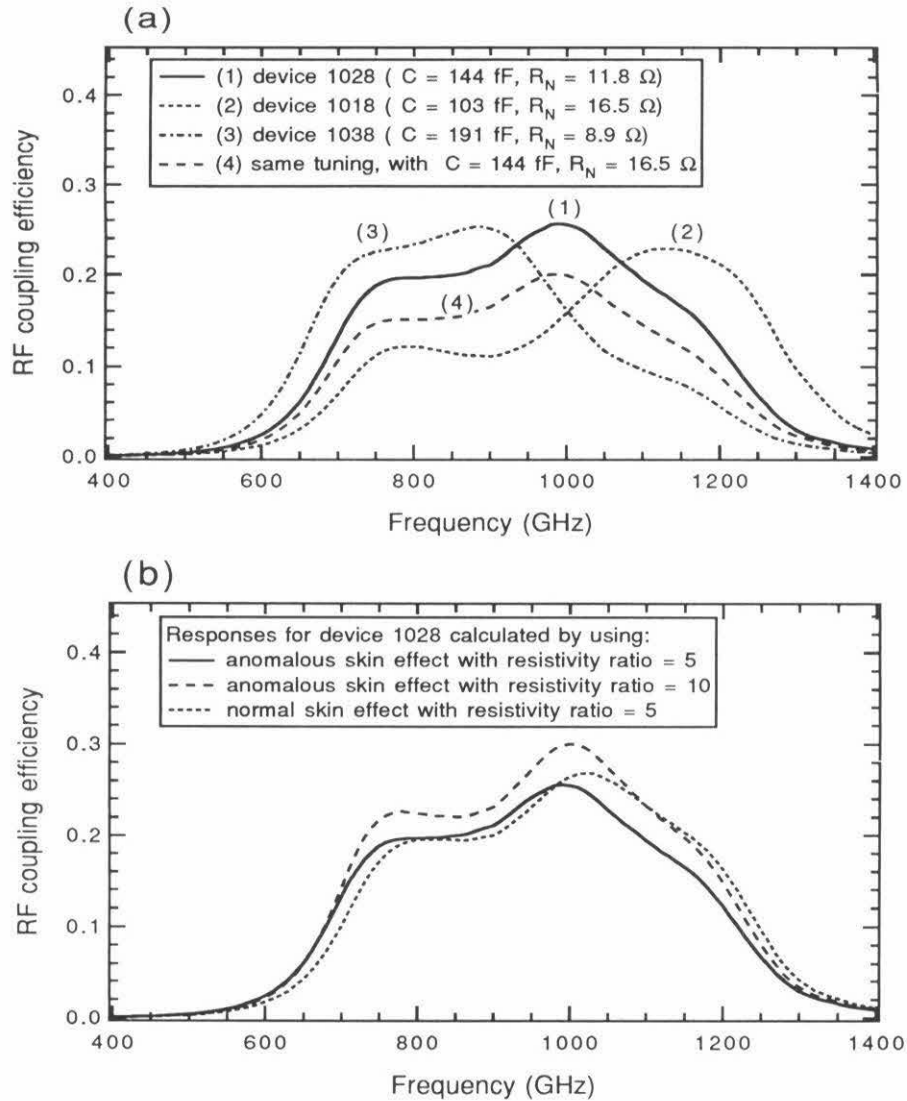 (a)
(1) device 1028 ( C = 144 fF, R_N = 11.8 Ω)
(2) device 1018 ( C = 103 fF, R_N = 16.5 Ω)
(3) device 1038 ( C = 191 fF, R_N = 8.9 Ω)
(4) same tuning, with C = 144 fF, R_N = 16.5 Ω
0.4
0.3
0.2
0.1
0.0
RF coupling efficiency
(3)
(1)
(2)
(4)
400 600 800 1000 1200 1400
Frequency (GHz)
(b)
Responses for device 1028 calculated by using:
anomalous skin effect with resistivity ratio = 5
anomalous skin effect with resistivity ratio = 10
normal skin effect with resistivity ratio = 5
0.4
0.3
0.2
0.1
0.0
RF coupling efficiency
400 600 800 1000 1200 1400
Frequency (GHz)